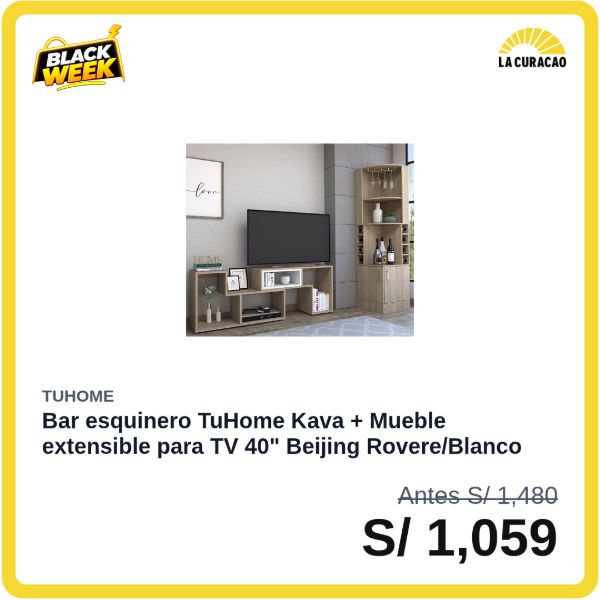 BLACK
WEEK
LA CURACAO
love
HOME
TUHOME
Bar esquinero TuHome Kava + Mueble
extensible para TV 40" Beijing Rovere/Blanco
Antes S/ 1,480
S/ 1,059